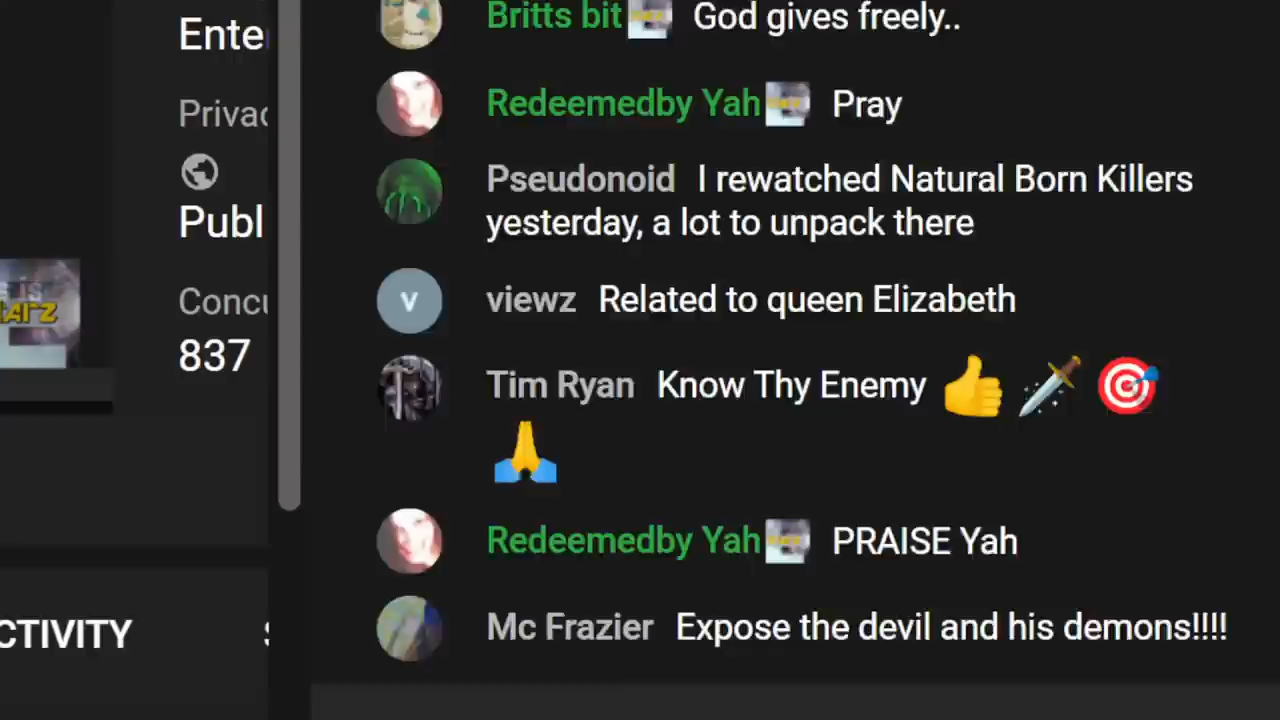 Britts bit God gives freely..
Ente
Redeemedby Yah Pray
Privac
Pseudonoid I rewatched Natural Born Killers
yesterday, a lot to unpack there
Publ
V viewz Related to queen Elizabeth
Concu
837
Tim Ryan Know Thy Enemy 👍 🗡️ 🎯
🙏
Redeemedby Yah PRAISE Yah
CTIVITY
Mc Frazier Expose the devil and his demons!!!!